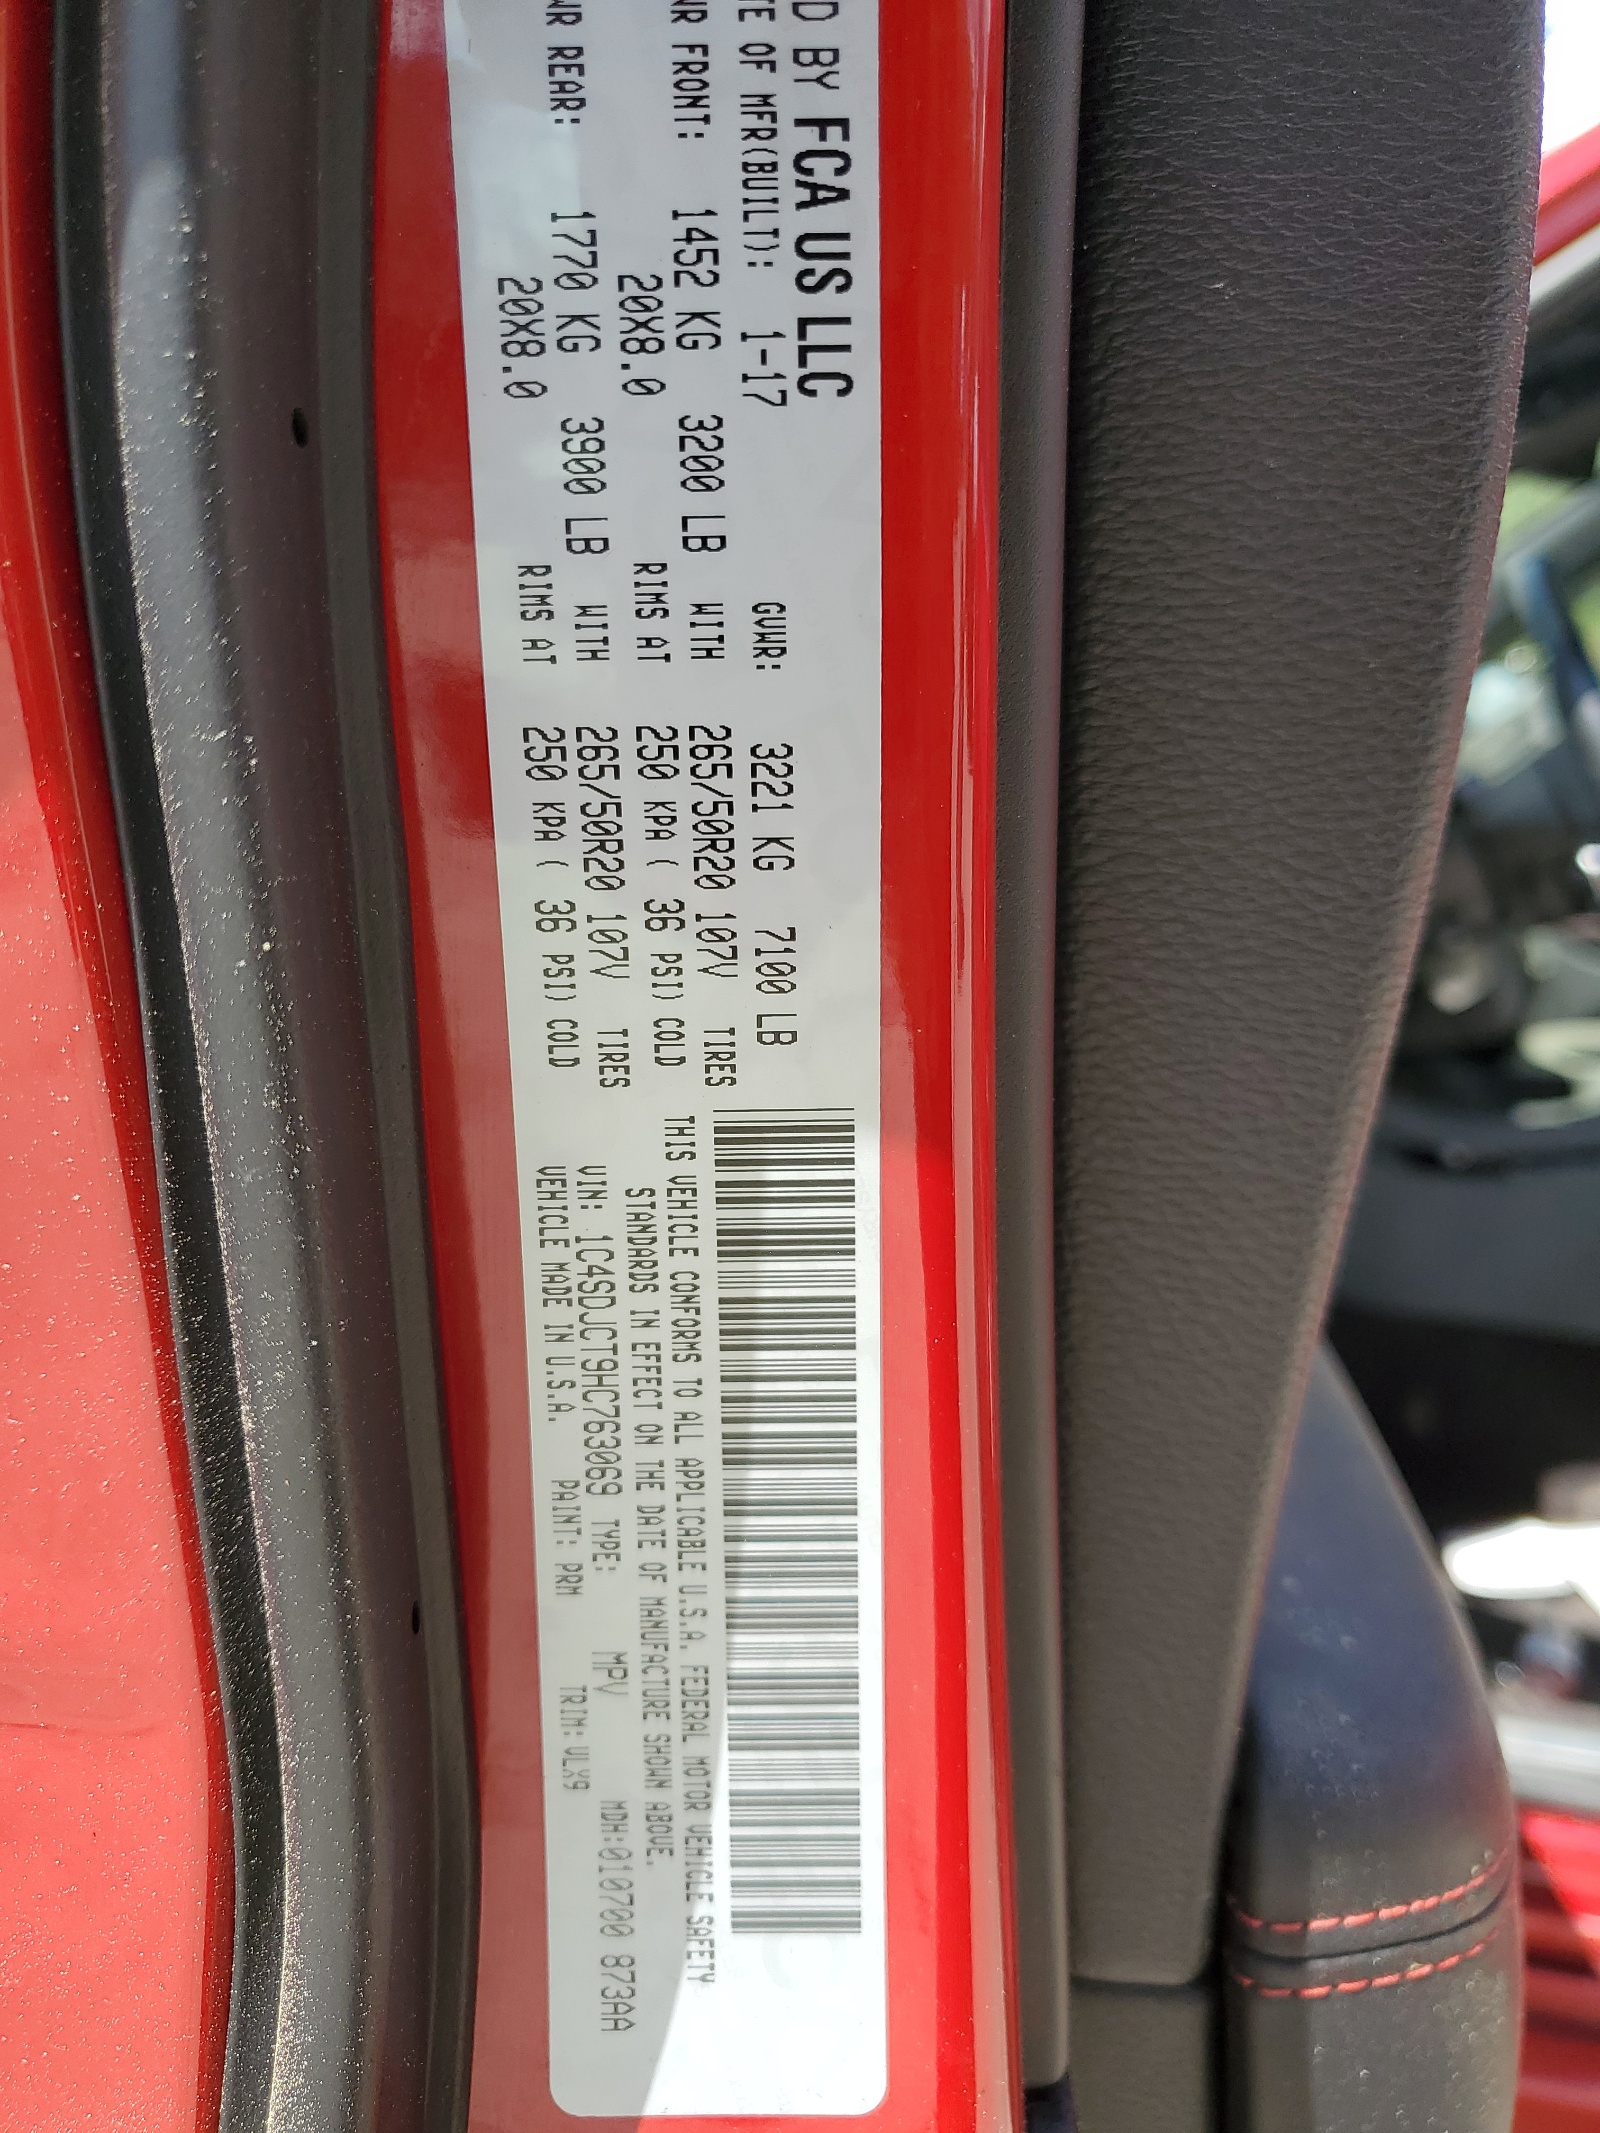 D BY FCA US LLC
TE OF MFR(BUILT): 1-17 GVWR: 3221 KG 7100 LB
WR FRONT: 1452 KG 3200 LB WITH 265/50R20 107V TIRES
20X8.0 RIMS AT 250 KPA ( 36 PSI) COLD
WR REAR: 1770 KG 3900 LB WITH 265/50R20 107V TIRES
20X8.0 RIMS AT 250 KPA ( 36 PSI) COLD
THIS VEHICLE CONFORMS TO ALL APPLICABLE U.S.A. FEDERAL MOTOR VEHICLE SAFETY
STANDARDS IN EFFECT ON THE DATE OF MANUFACTURE SHOWN ABOVE.
VIN: 1C4SDJCT9HC763069 TYPE: MPV MDH:010700 873AA
VEHICLE MADE IN U.S.A. PAINT: PRM TRIM: VLX9